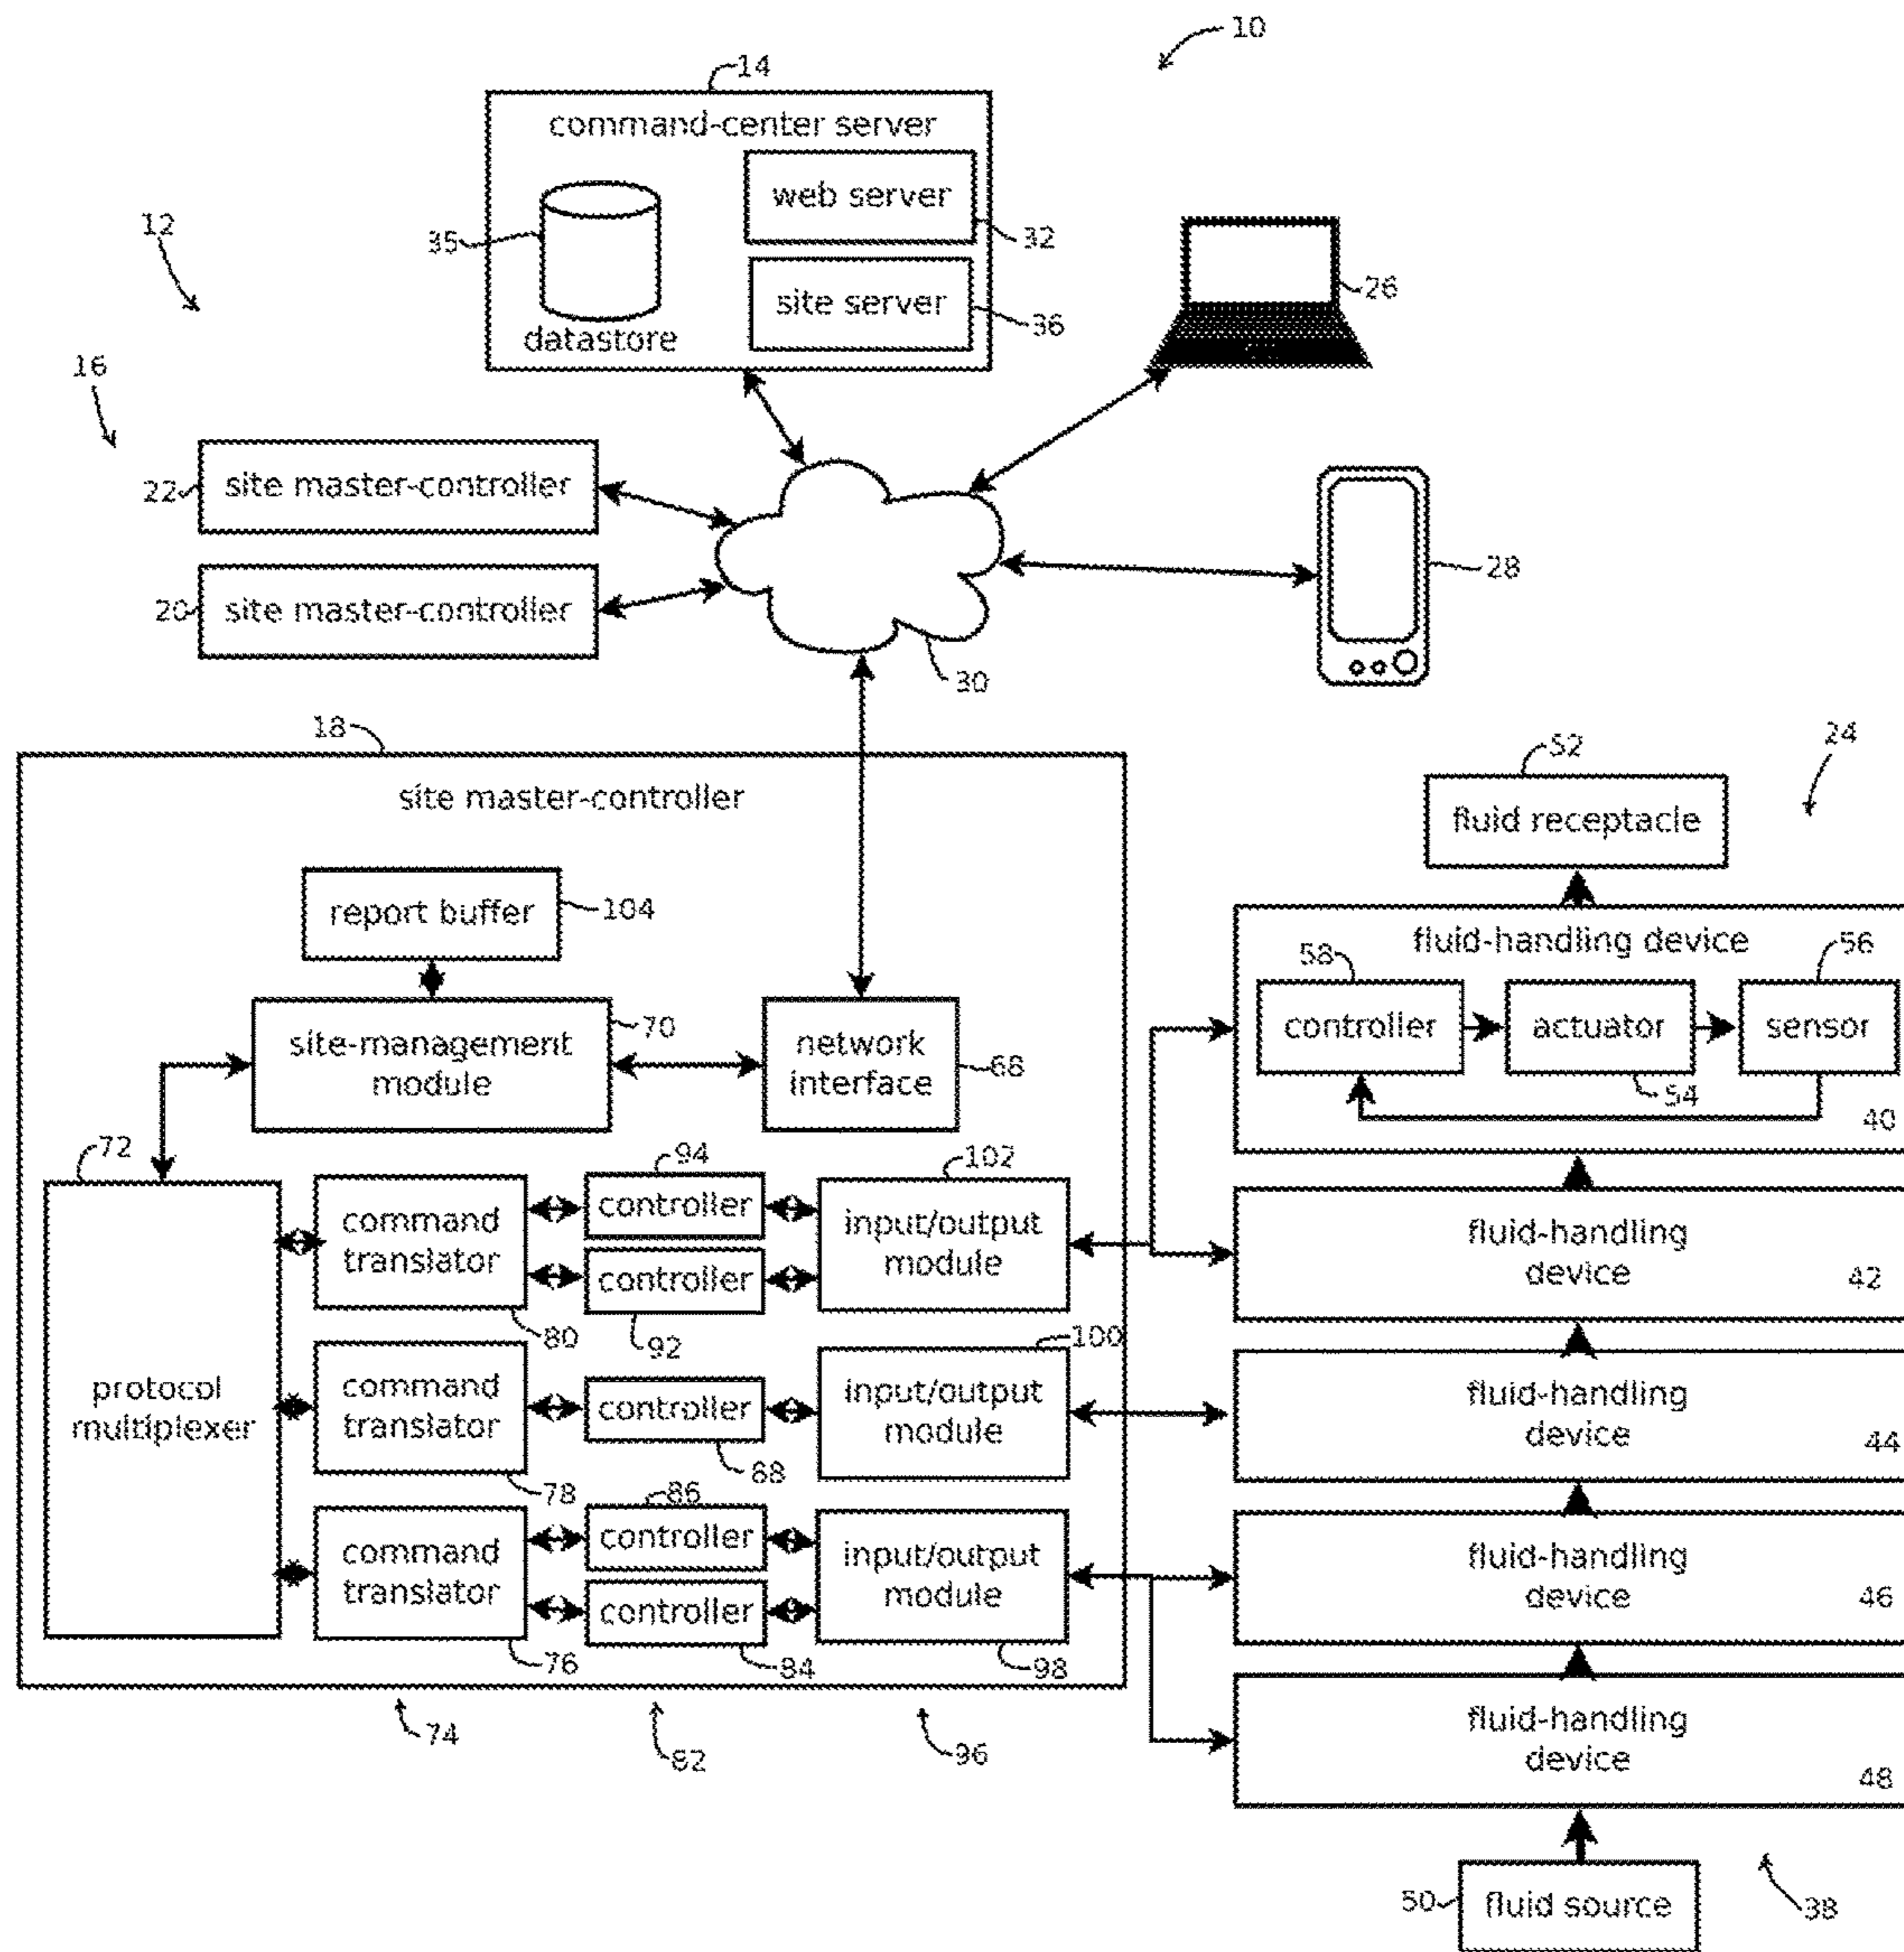 10
14
command-center server
web server
32
35
site server
36
datastore
12
16
26
22
site master-controller
20
site master-controller
28
30
18
site master-controller
report buffer
104
site-management
module
70
network
interface
68
72
protocol
multiplexer
command
translator
80
94
controller
controller
92
102
input/output
module
command
translator
78
controller
88
100
input/output
module
command
translator
76
86
controller
controller
84
input/output
module
98
74
82
96
24
52
fluid receptacle
fluid-handling device
58
56
controller
actuator
sensor
54
40
fluid-handling
device
42
fluid-handling
device
44
fluid-handling
device
46
fluid-handling
device
48
50
fluid source
38